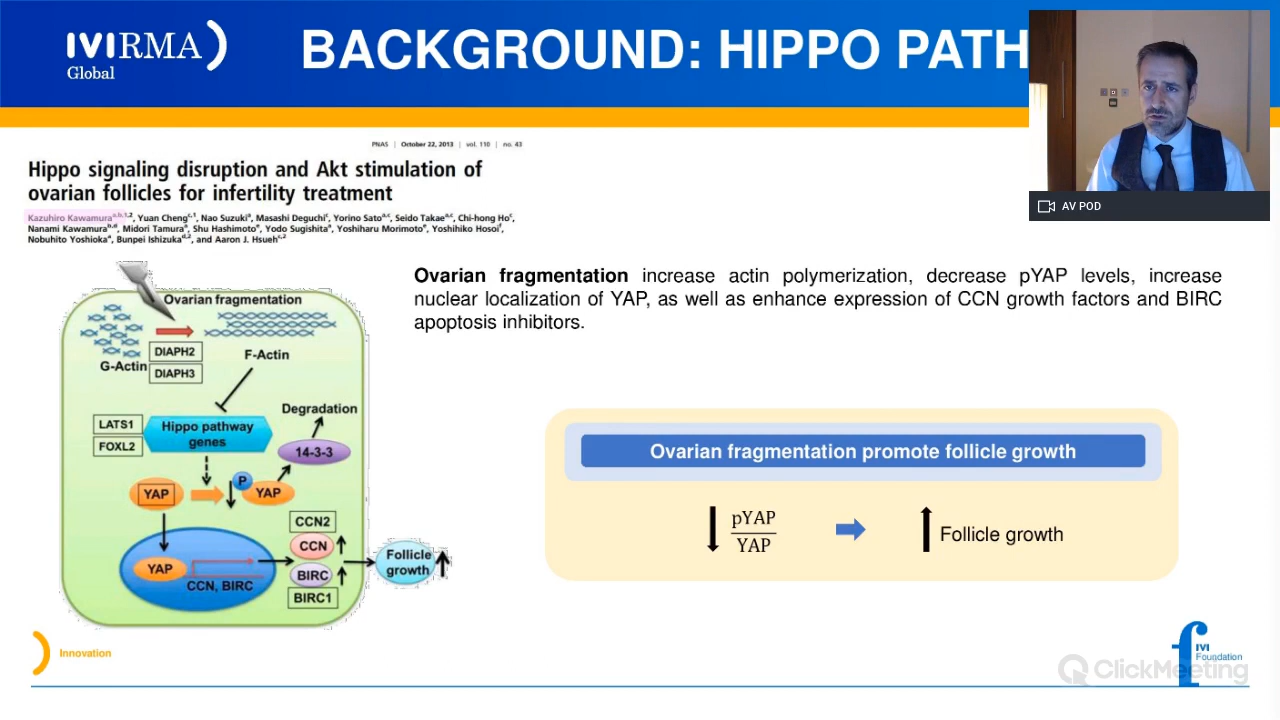 IVIRMA
Global
BACKGROUND: HIPPO PATH
AV POD
PNAS | October 22, 2013 | vol. 110 | no. 43
Hippo signaling disruption and Akt stimulation of
ovarian follicles for infertility treatment
Kazuhiro Kawamura a,b,1,2, Yuan Cheng c,1, Nao Suzuki a, Masashi Deguchi c, Yorino Sato a,c, Seido Takae a,c, Chi-hong Ho c,
Nanami Kawamura b,d, Midori Tamura a, Shu Hashimoto e, Yodo Sugishita a, Yoshiharu Morimoto e, Yoshihiko Hosoi f,
Nobuhito Yoshioka a, Bunpei Ishizuka d,2, and Aaron J. Hsueh c,2
Ovarian fragmentation increase actin polymerization, decrease pYAP levels, increase
nuclear localization of YAP, as well as enhance expression of CCN growth factors and BIRC
apoptosis inhibitors.
Ovarian fragmentation
G-Actin
DIAPH2
DIAPH3
F-Actin
Degradation
LATS1
FOXL2
Hippo pathway
genes
14-3-3
YAP
P
YAP
CCN2
CCN
YAP
CCN, BIRC
BIRC
BIRC1
Follicle
growth
Ovarian fragmentation promote follicle growth
pYAP
YAP
Follicle growth
Innovation
IVI
Foundation
ClickMeeting